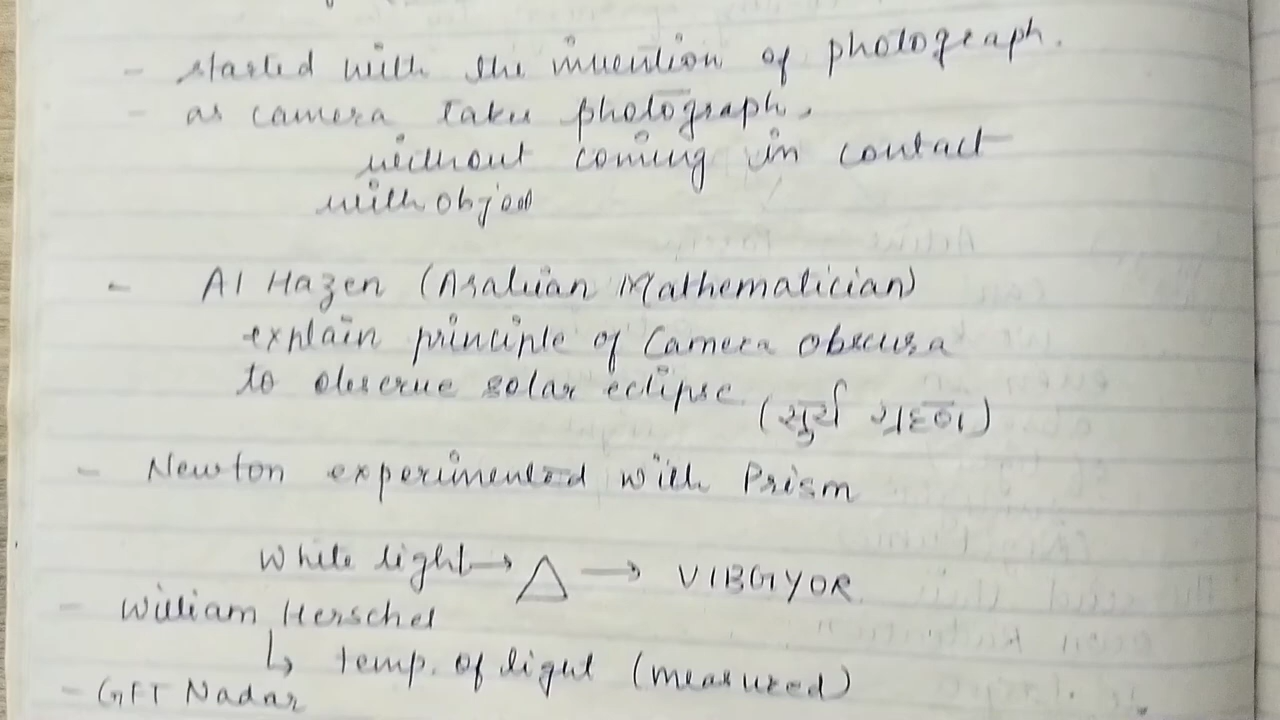 - started with the invention of photograph.
- as camera takes photograph,
without coming in contact
with object
- Al Hazen (Arabian Mathematician)
explain principle of Camera obscura
to observe solar eclipse
(सुर्य ग्रहण)
- Newton experimented with Prism
White light → △ → VIBGYOR
- William Herschel
↳ temp. of light (measured)
- GFT Nadar